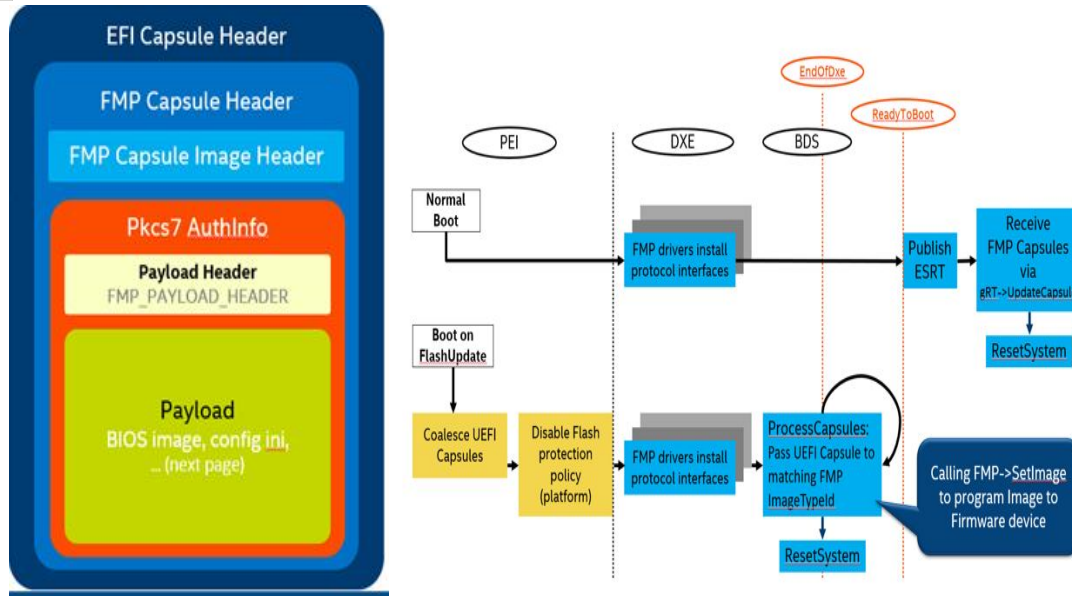 EFI Capsule Header
FMP Capsule Header
FMP Capsule Image Header
Pkcs7 AuthInfo
Payload Header
FMP_PAYLOAD_HEADER
Payload
BIOS image, config ini,
... (next page)
EndOfDxe
ReadyToBoot
PEI
DXE
BDS
Normal
Boot
FMP drivers install
protocol interfaces
Publish
ESRT
Receive
FMP Capsules
via
gRT->UpdateCapsul
ResetSystem
Boot on
FlashUpdate
Coalesce UEFI
Capsules
Disable Flash
protection
policy
(platform)
FMP drivers install
protocol interfaces
ProcessCapsules:
Pass UEFI Capsule to
matching FMP
ImageTypeId
ResetSystem
Calling FMP->SetImage
to program Image to
Firmware device